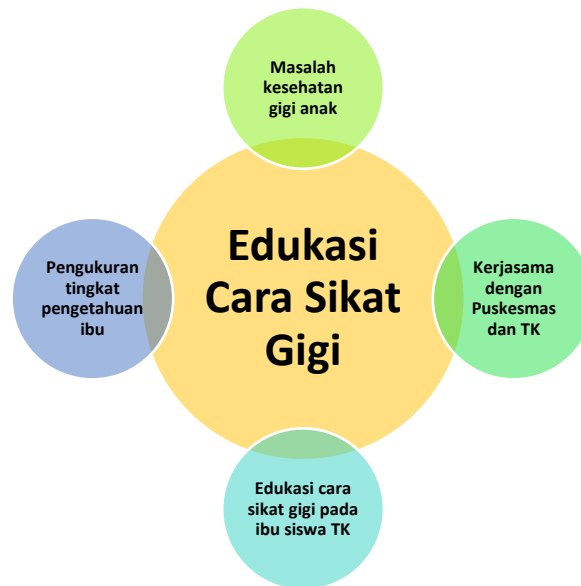 Masalah
kesehatan
gigi anak
Edukasi
Cara Sikat
Gigi
Pengukuran
tingkat
pengetahuan
ibu
Kerjasama
dengan
Puskesmas
dan TK
Edukasi cara
sikat gigi pada
ibu siswa TK